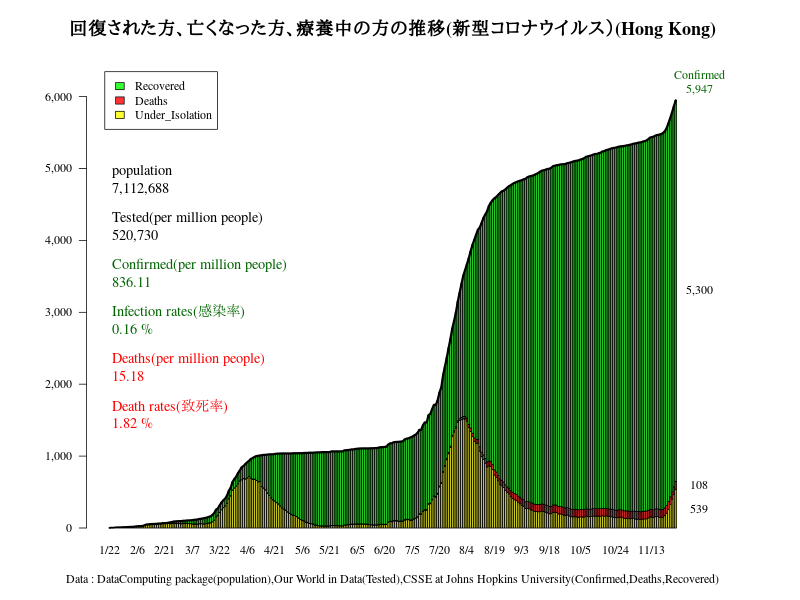 回復された方、亡くなった方、療養中の方の推移(新型コロナウイルス）(Hong Kong)
Confirmed
5,947
Recovered
Deaths
Under_Isolation
6,000
5,000
4,000
3,000
2,000
1,000
0
population
7,112,688
Tested(per million people)
520,730
Confirmed(per million people)
836.11
Infection rates(感染率)
0.16 %
Deaths(per million people)
15.18
Death rates(致死率)
1.82 %
5,300
108
539
1/22 2/6 2/21 3/7 3/22 4/6 4/21 5/6 5/21 6/5 6/20 7/5 7/20 8/4 8/19 9/3 9/18 10/5 10/24 11/13
Data : DataComputing package(population),Our World in Data(Tested),CSSE at Johns Hopkins University(Confirmed,Deaths,Recovered)